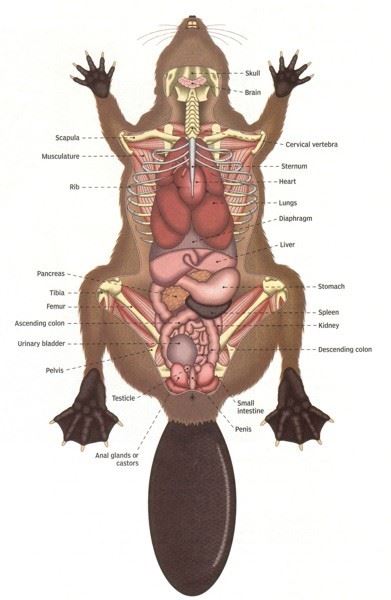 Skull
Brain
Scapula
Cervical vertebra
Musculature
Sternum
Rib
Heart
Lungs
Diaphragm
Liver
Pancreas
Tibia
Stomach
Femur
Spleen
Ascending colon
Kidney
Urinary bladder
Descending colon
Pelvis
Testicle
Small
intestine
Penis
Anal glands or
castors